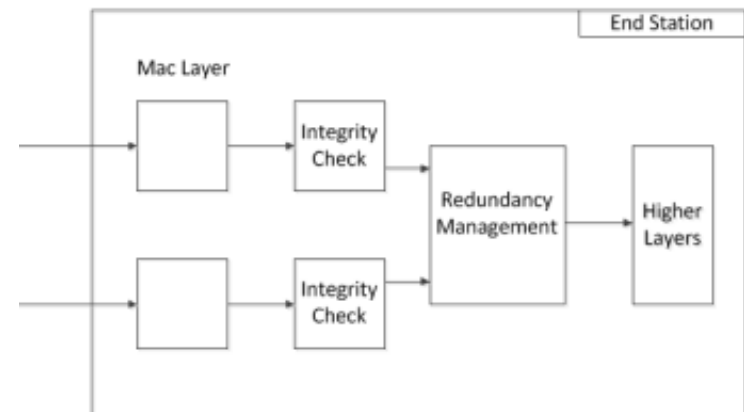 End Station
Mac Layer
Integrity
Check
Redundancy
Management
Higher
Layers
Integrity
Check